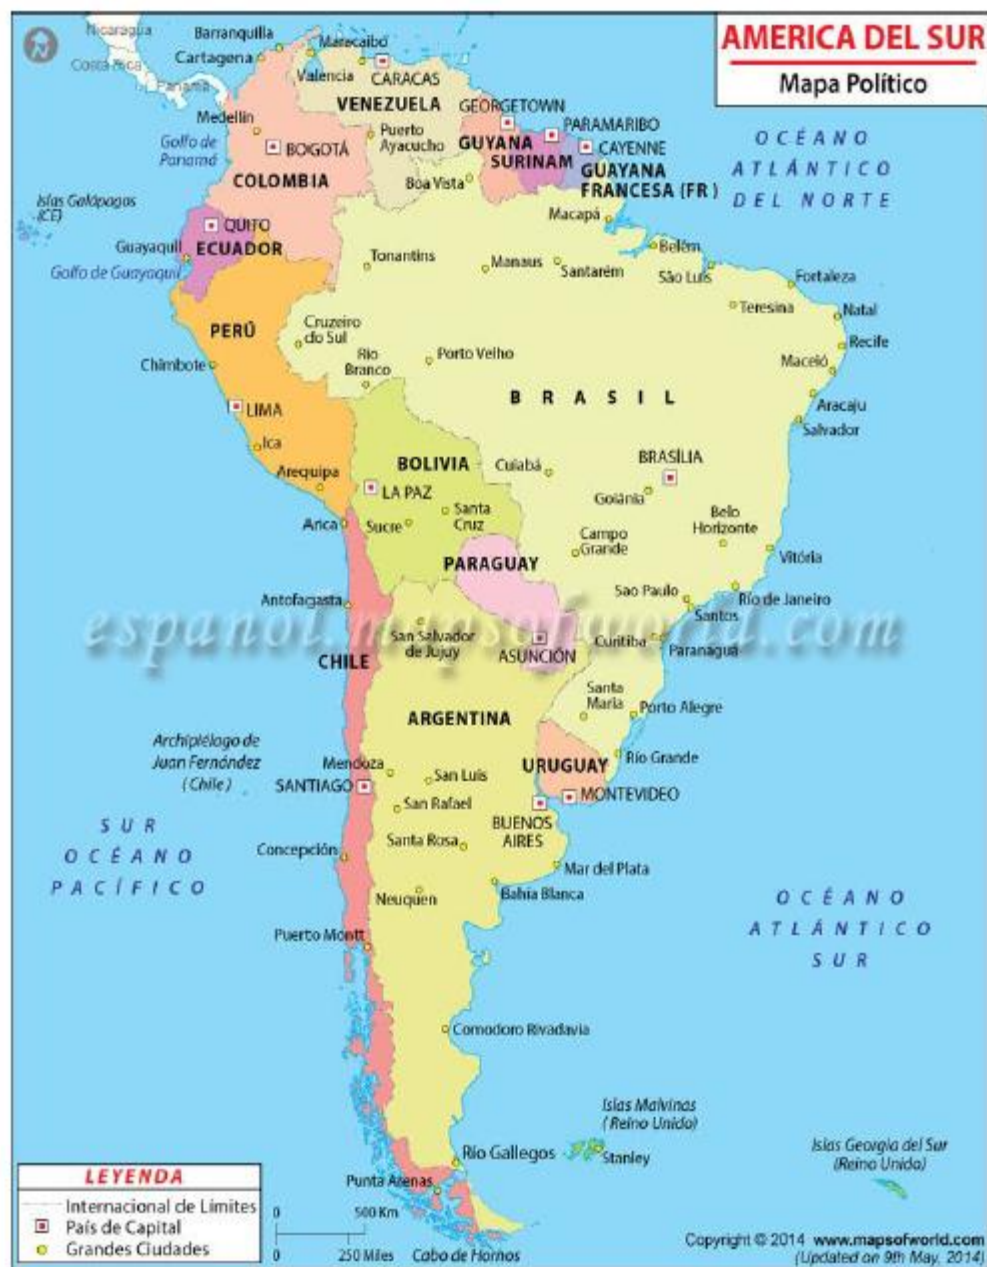 AMERICA DEL SUR
Mapa Político
Nicaragua
Costa Rica
Panamá
Barranquilla
Cartagena
Maracaibo
Valencia
CARACAS
VENEZUELA
GEORGETOWN
PARAMARIBO
GUYANA
SURINAM
CAYENNE
GUAYANA
FRANCESA (FR )
Medellín
Golfo de
Panamá
BOGOTÁ
COLOMBIA
Puerto
Ayacucho
Boa Vista
OCÉANO
ATLÁNTICO
DEL NORTE
Islas Galápagos
(CE)
QUITO
ECUADOR
Guayaquil
Golfo de Guayaquil
Macapá
Belém
São Luís
Fortaleza
Tonantins
Manaus
Santarém
Teresina
Natal
Recife
PERÚ
Cruzeiro
do Sul
Rio
Branco
Porto Velho
Maceió
Chimbote
BRASIL
Aracaju
Salvador
LIMA
Ica
Arequipa
BOLIVIA
LA PAZ
Cuiabá
BRASÍLIA
Goiánia
Belo
Horizonte
Arica
Sucre
Santa
Cruz
Campo
Grande
Vitória
PARAGUAY
Antofagasta
Sao Paulo
Río de Janeiro
Santos
espanol.mapsofworld.com
San Salvador
de Jujuy
ASUNCIÓN
Curitiba
Paranagua
CHILE
Santa
Maria
Porto Alegre
ARGENTINA
Archipiélago de
Juan Fernández
( Chile )
Mendoza
San Luis
URUGUAY
Río Grande
SANTIAGO
San Rafael
MONTEVIDEO
BUENOS
AIRES
SUR
OCÉANO
PACÍFICO
Concepción
Santa Rosa
Mar del Plata
Neuquen
Bahía Blanca
OCÉANO
ATLÁNTICO
SUR
Puerto Montt
Comodoro Rivadavia
Islas Malvinas
( Reino Unido)
Río Gallegos
Stanley
Islas Georgia del Sur
(Reino Unido)
Punta Arenas
Cabo de Hornos
LEYENDA
Internacional de Límites
País de Capital
Grandes Ciudades
0 500 Km
0 250 Miles
Copyright © 2014 www.mapsofworld.com
(Updated on 9th May, 2014)